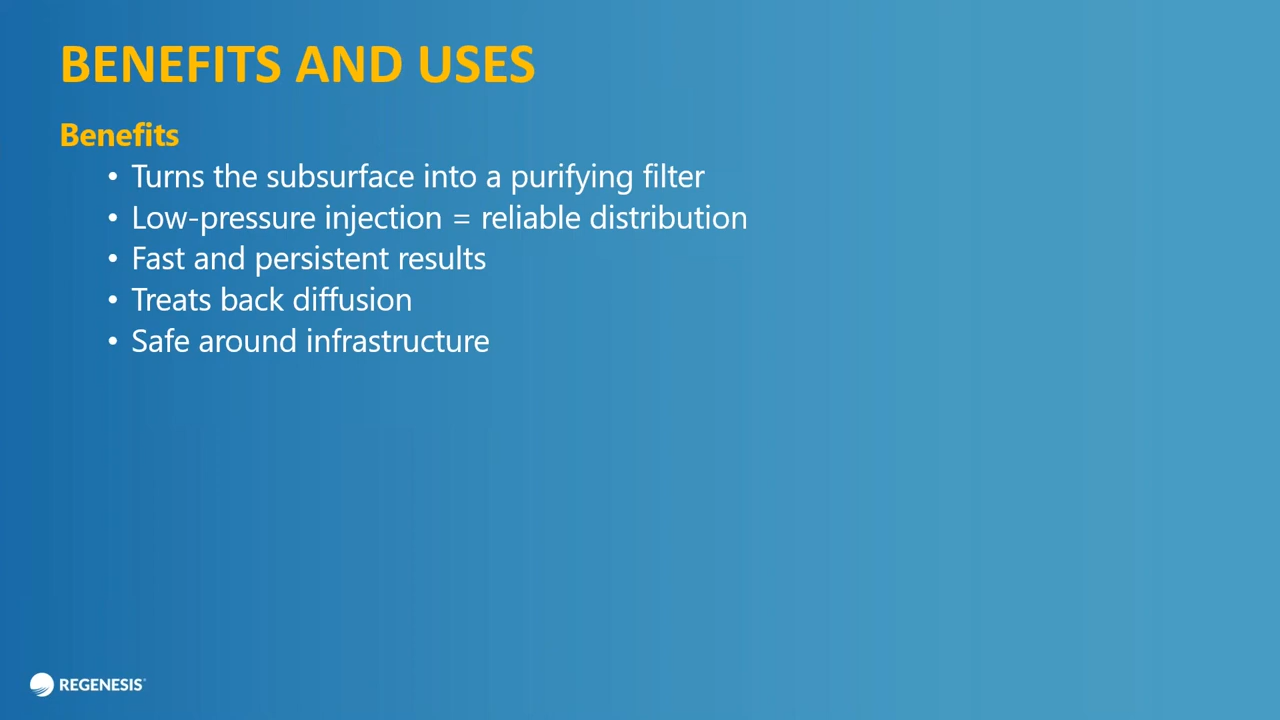 BENEFITS AND USES
Benefits
• Turns the subsurface into a purifying filter
• Low-pressure injection = reliable distribution
• Fast and persistent results
• Treats back diffusion
• Safe around infrastructure
REGENESIS